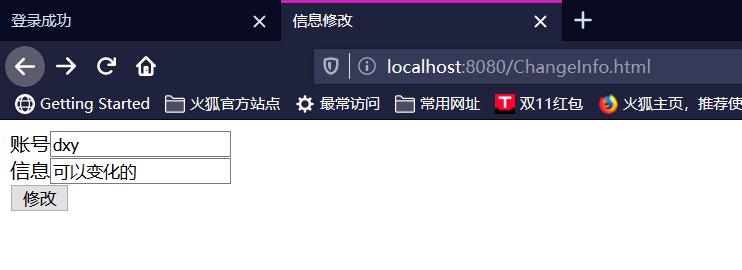 登录成功
信息修改
localhost:8080/ChangeInfo.html
Getting Started
火狐官方站点
最常访问
常用网址
T 双11红包
火狐主页，推荐使
账号 dxy
信息 可以变化的
修改